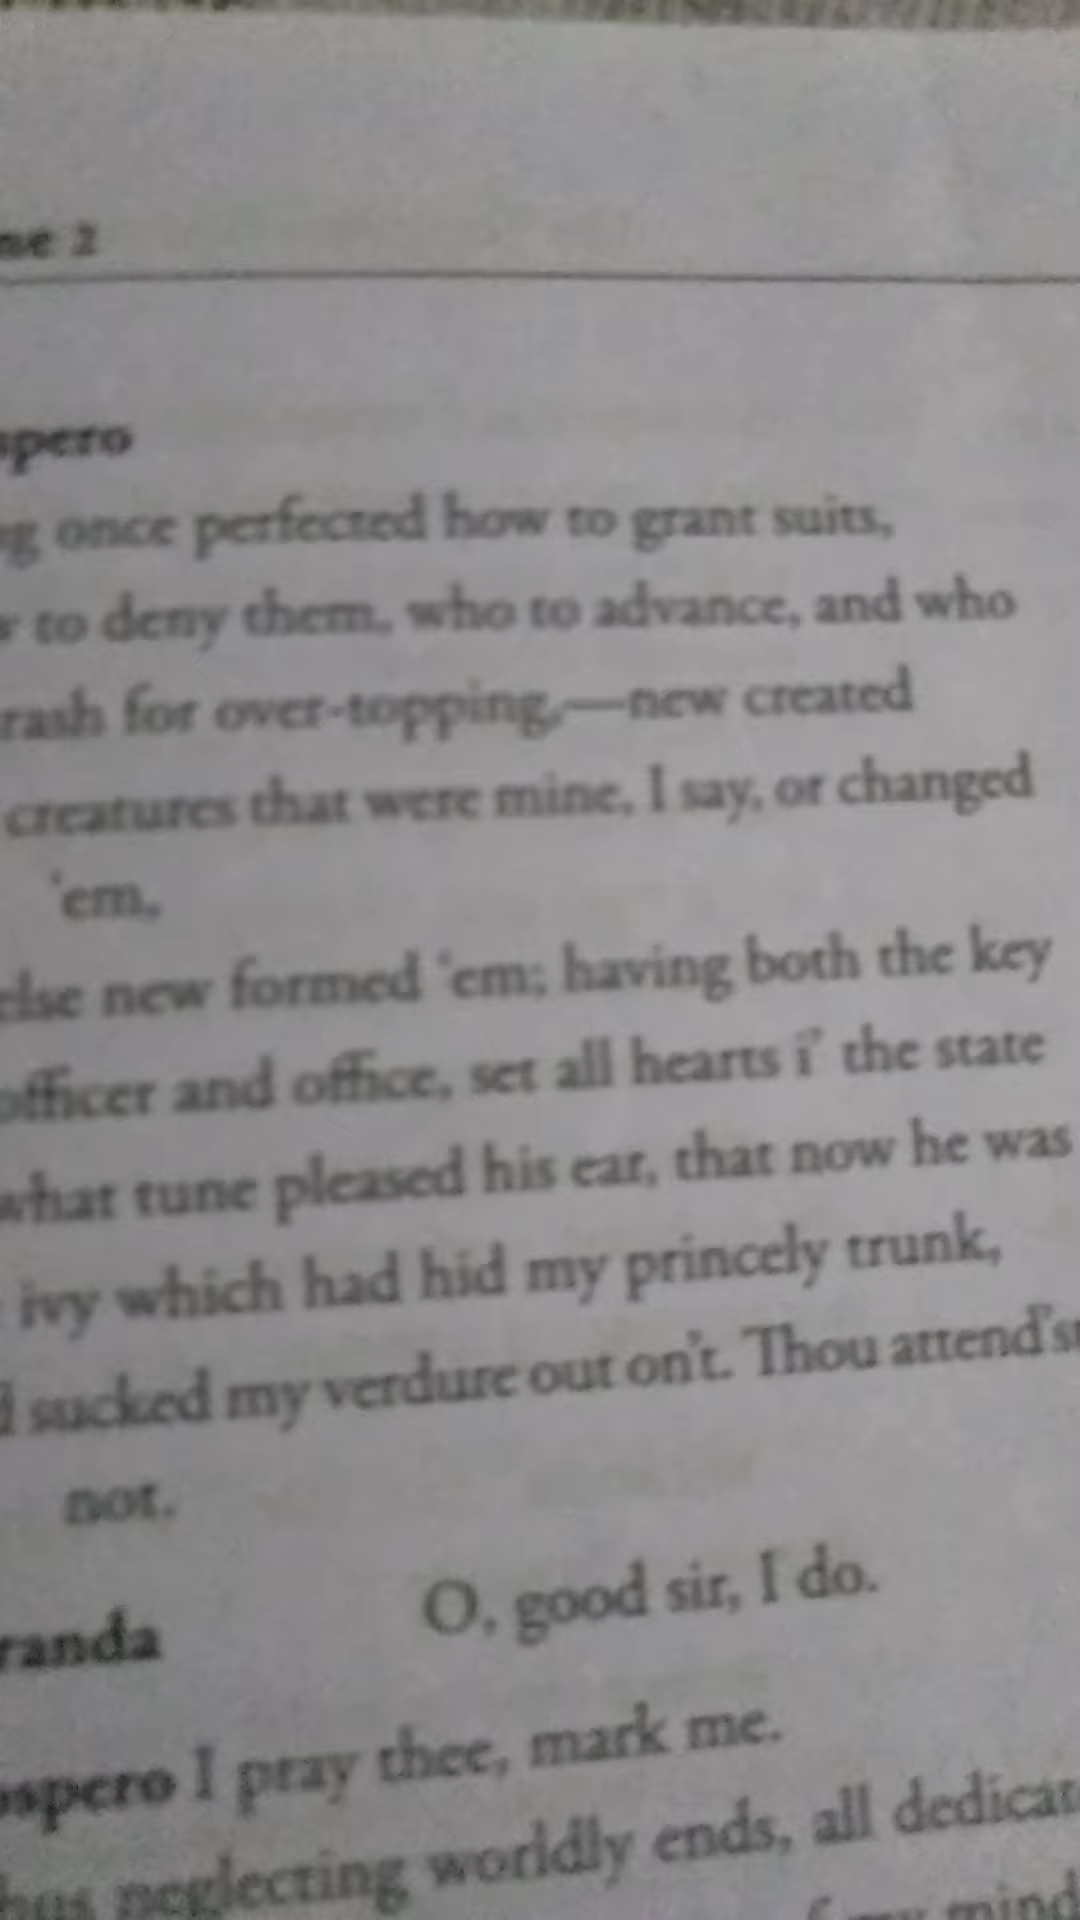 ne 2
spero
g once perfected how to grant suits,
to deny them, who to advance, and who
rash for over-topping,—new created
creatures that were mine, I say, or changed
'em,
else new formed 'em; having both the key
officer and office, set all hearts i' the state
what tune pleased his ear, that now he was
ivy which had hid my princely trunk,
sucked my verdure out on't. Thou attend'st
not.
O, good sir, I do.
randa
ospero I pray thee, mark me.
hus neglecting worldly ends, all dedicat
my mind